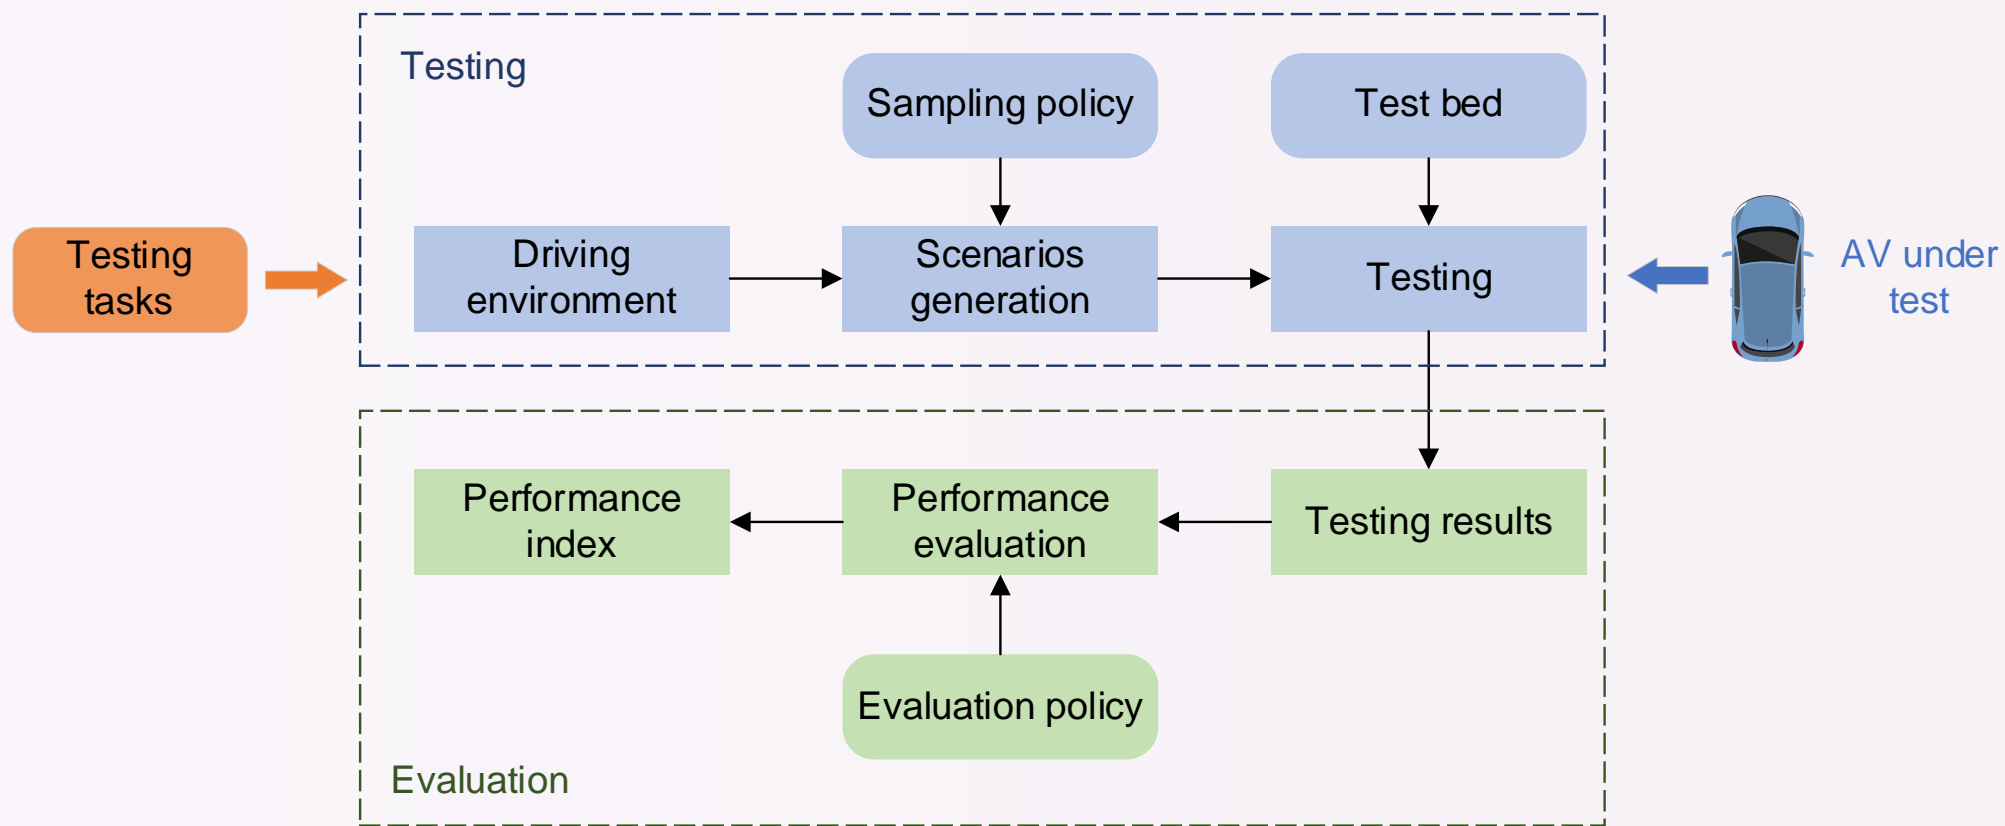 Testing
Sampling policy
Test bed
Testing
tasks
Driving
environment
Scenarios
generation
Testing
AV under
test
Performance
index
Performance
evaluation
Testing results
Evaluation policy
Evaluation